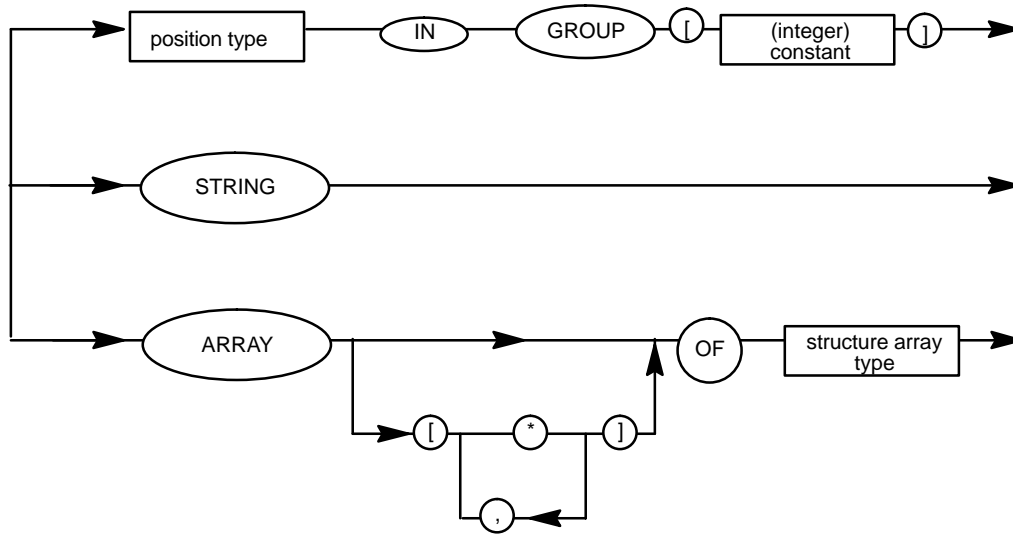 position type IN GROUP [ (integer) constant ]
STRING
ARRAY OF structure array type
[ * ]
,